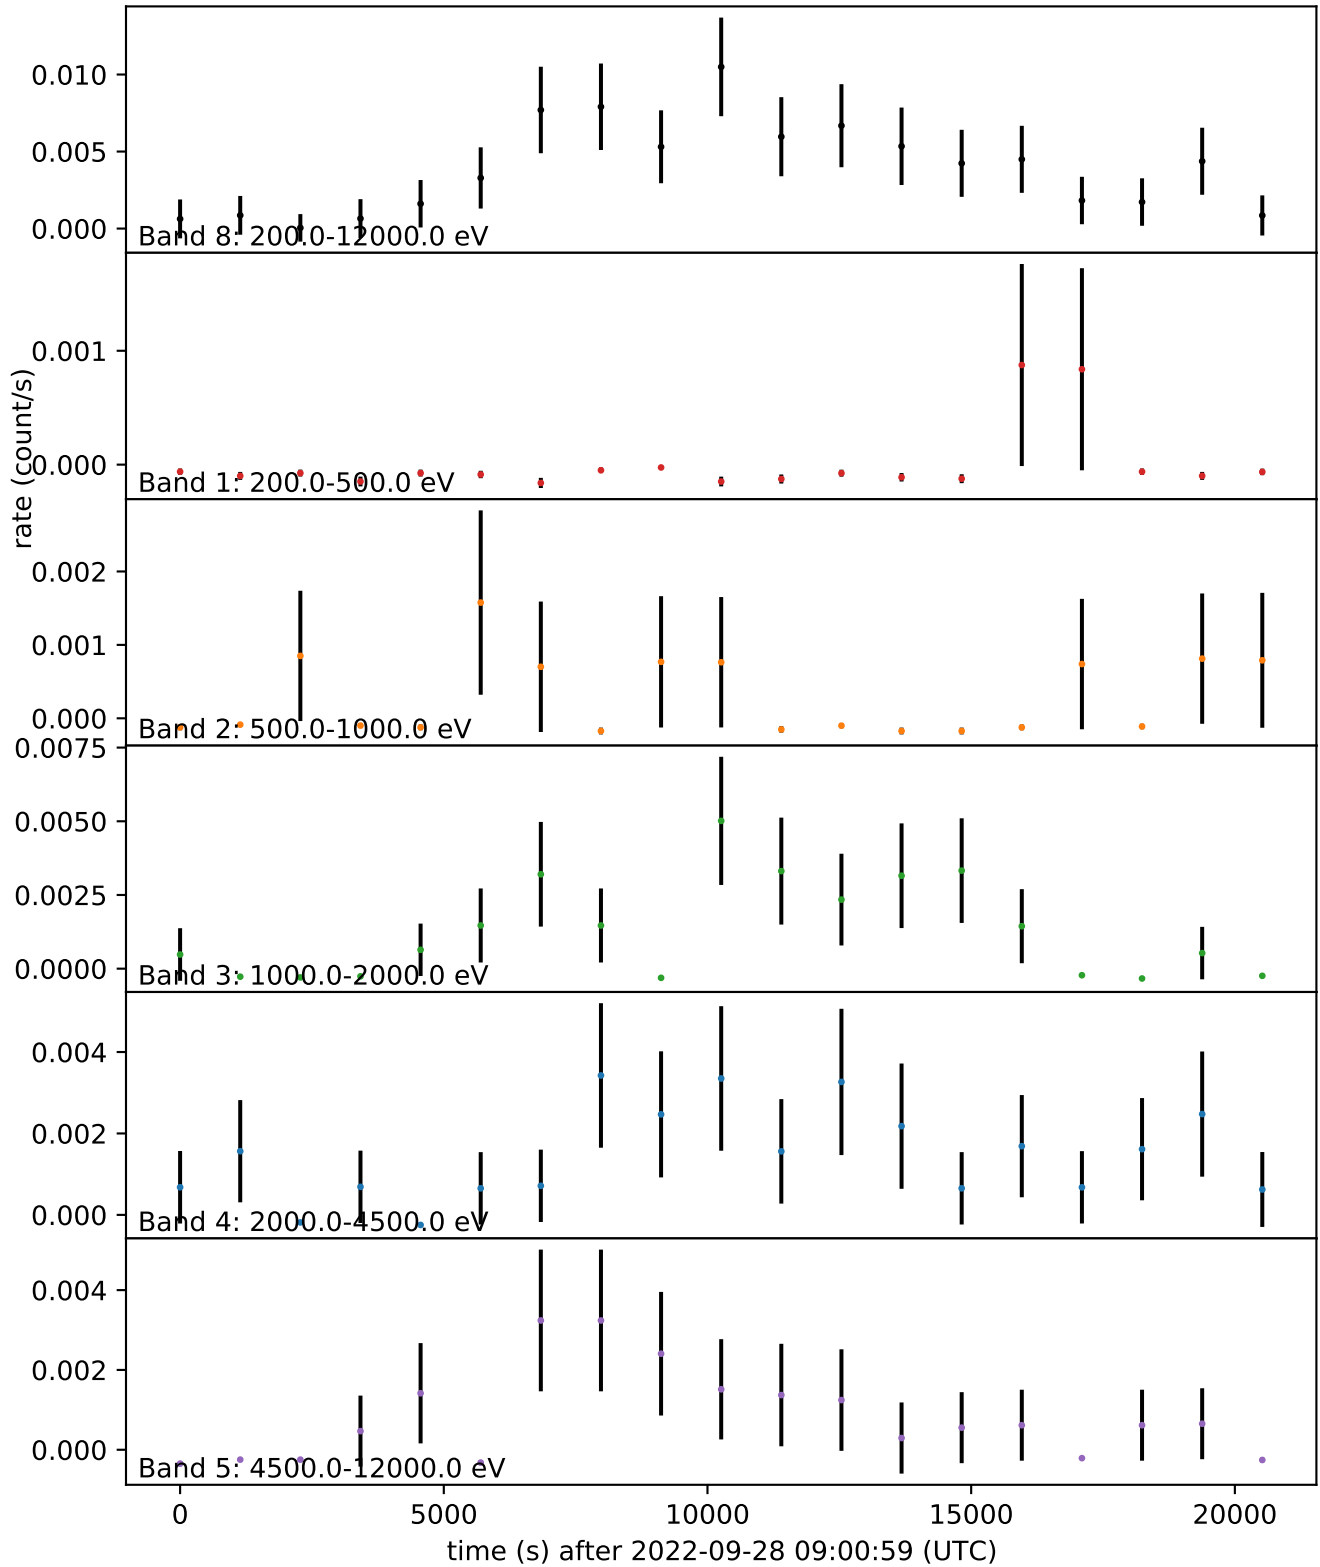 0.010
0.005
0.000
Band 8: 200.0-12000.0 eV
0.001
0.000
Band 1: 200.0-500.0 eV
rate (count/s)
0.002
0.001
0.000
Band 2: 500.0-1000.0 eV
0.0075
0.0050
0.0025
0.0000
Band 3: 1000.0-2000.0 eV
0.004
0.002
0.000
Band 4: 2000.0-4500.0 eV
0.004
0.002
0.000
Band 5: 4500.0-12000.0 eV
0 5000 10000 15000 20000
time (s) after 2022-09-28 09:00:59 (UTC)